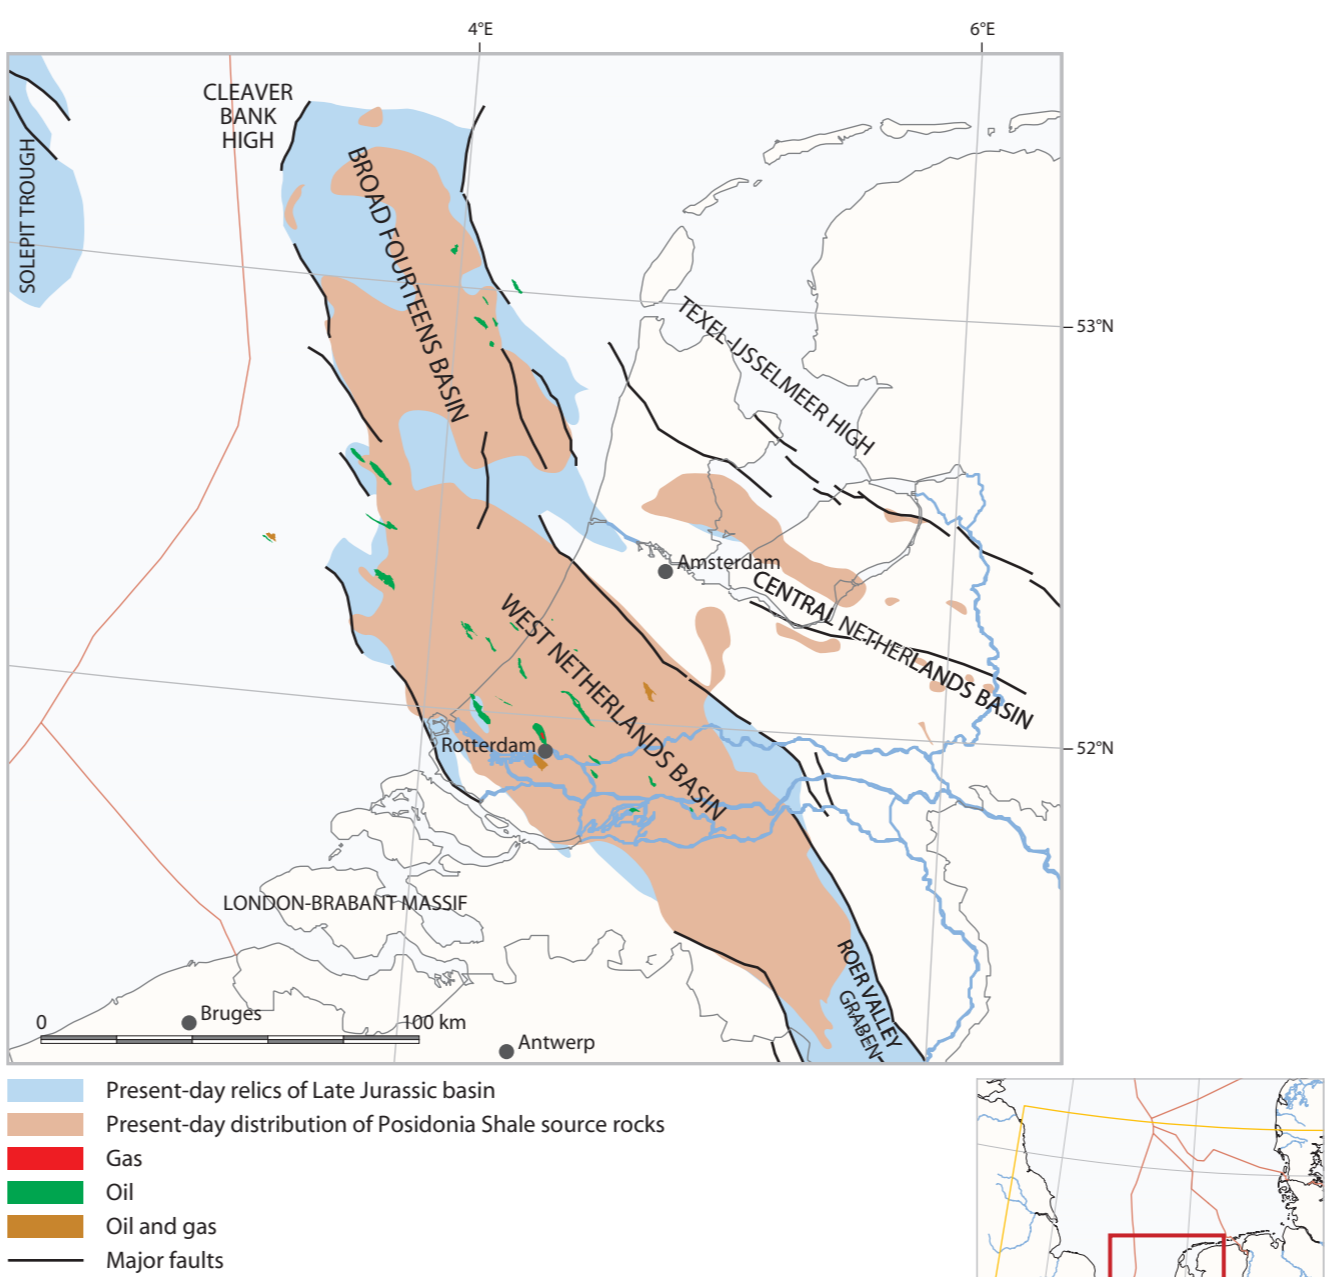 4°E
6°E
CLEAVER
BANK
HIGH
SOLEPIT TROUGH
BROAD FOURTEENS BASIN
TEXEL-IJSSELMEER HIGH
53°N
Amsterdam
CENTRAL NETHERLANDS BASIN
WEST NETHERLANDS BASIN
Rotterdam
52°N
LONDON-BRABANT MASSIF
ROER VALLEY
GRABEN
0
100 km
Bruges
Antwerp
Present-day relics of Late Jurassic basin
Present-day distribution of Posidonia Shale source rocks
Gas
Oil
Oil and gas
Major faults